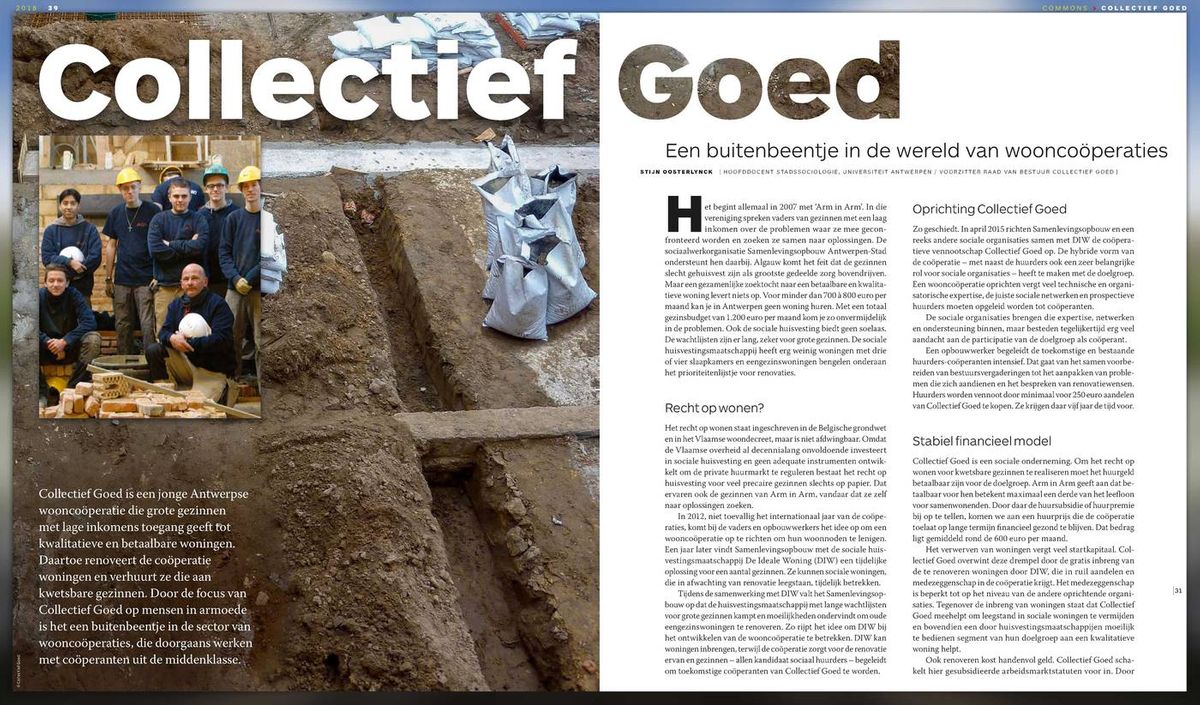 2018 39
COMMONS > COLLECTIEF GOED
Collectief Goed
Een buitenbeentje in de wereld van wooncoöperaties
STIJN OOSTERLYNCK | HOOFDDOCENT STADSSOCIOLOGIE, UNIVERSITEIT ANTWERPEN / VOORZITTER RAAD VAN BESTUUR COLLECTIEF GOED |
Collectief Goed is een jonge Antwerpse
wooncoöperatie die grote gezinnen
met lage inkomens toegang geeft tot
kwalitatieve en betaalbare woningen.
Daartoe renoveert de coöperatie
woningen en verhuurt ze die aan
kwetsbare gezinnen. Door de focus van
Collectief Goed op mensen in armoede
is het een buitenbeentje in de sector van
wooncoöperaties, die doorgaans werken
met coöperanten uit de middenklasse.
© Collectief Goed
Het begint allemaal in 2007 met ‘Arm in Arm’. In die
vereniging spreken vaders van gezinnen met een laag
inkomen over de problemen waar ze mee gecon-
fronteerd worden en zoeken ze samen naar oplossingen. De
sociaalwerkorganisatie Samenlevingsopbouw Antwerpen-Stad
ondersteunt hen daarbij. Algauw komt het feit dat de gezinnen
slecht gehuisvest zijn als grootste gedeelde zorg bovendrijven.
Maar een gezamenlijke zoektocht naar een betaalbare en kwalita-
tieve woning levert niets op. Voor minder dan 700 à 800 euro per
maand kan je in Antwerpen geen woning huren. Met een totaal
gezinsbudget van 1.200 euro per maand kom je zo onvermijdelijk
in de problemen. Ook de sociale huisvesting biedt geen soelaas.
De wachtlijsten zijn er lang, zeker voor grote gezinnen. De sociale
huisvestingsmaatschappij heeft erg weinig woningen met drie
of vier slaapkamers en eengezinswoningen bengelen onderaan
het prioriteitenlijstje voor renovaties.
Recht op wonen?
Het recht op wonen staat ingeschreven in de Belgische grondwet
en in het Vlaamse woondecreet, maar is niet afdwingbaar. Omdat
de Vlaamse overheid al decennialang onvoldoende investeert
in sociale huisvesting en geen adequate instrumenten ontwik-
kelt om de private huurmarkt te reguleren bestaat het recht op
huisvesting voor veel precaire gezinnen slechts op papier. Dat
ervaren ook de gezinnen van Arm in Arm, vandaar dat ze zelf
naar oplossingen zoeken.
In 2012, niet toevallig het internationaal jaar van de coöpe-
raties, komt bij de vaders en opbouwwerkers het idee op om een
wooncoöperatie op te richten om hun woonnoden te lenigen.
Een jaar later vindt Samenlevingsopbouw met de sociale huis-
vestingsmaatschappij De Ideale Woning (DIW) een tijdelijke
oplossing voor een aantal gezinnen. Ze kunnen sociale woningen,
die in afwachting van renovatie leegstaan, tijdelijk betrekken.
Tijdens de samenwerking met DIW valt het Samenlevingsop-
bouw op dat de huisvestingsmaatschappij met lange wachtlijsten
voor grote gezinnen kampt en moeilijkheden ondervindt om oude
eengezinswoningen te renoveren. Zo rijpt het idee om DIW bij
het ontwikkelen van de wooncoöperatie te betrekken. DIW kan
woningen inbrengen, terwijl de coöperatie zorgt voor de renovatie
ervan en gezinnen – allen kandidaat sociaal huurders – begeleidt
om toekomstige coöperanten van Collectief Goed te worden.
Oprichting Collectief Goed
Zo geschiedt. In april 2015 richten Samenlevingsopbouw en een
reeks andere sociale organisaties samen met DIW de coöpera-
tieve vennootschap Collectief Goed op. De hybride vorm van
de coöperatie – met naast de huurders ook een zeer belangrijke
rol voor sociale organisaties – heeft te maken met de doelgroep.
Een wooncoöperatie oprichten vergt veel technische en organi-
satorische expertise, de juiste sociale netwerken en prospectieve
huurders moeten opgeleid worden tot coöperanten.
De sociale organisaties brengen die expertise, netwerken
en ondersteuning binnen, maar besteden tegelijkertijd erg veel
aandacht aan de participatie van de doelgroep als coöperant.
Een opbouwwerker begeleidt de toekomstige en bestaande
huurders-coöperanten intensief. Dat gaat van het samen voorbe-
reiden van bestuursvergaderingen tot het aanpakken van proble-
men die zich aandienen en het bespreken van renovatiewensen.
Huurders worden vennoot door minimaal voor 250 euro aandelen
van Collectief Goed te kopen. Ze krijgen daar vijf jaar de tijd voor.
Stabiel financieel model
Collectief Goed is een sociale onderneming. Om het recht op
wonen voor kwetsbare gezinnen te realiseren moet het huurgeld
betaalbaar zijn voor de doelgroep. Arm in Arm geeft aan dat be-
taalbaar voor hen betekent maximaal een derde van het leefloon
voor samenwonenden. Door daar de huursubsidie of huurpremie
bij op te tellen, komen we aan een huurprijs die de coöperatie
toelaat op lange termijn financieel gezond te blijven. Dat bedrag
ligt gemiddeld rond de 600 euro per maand.
Het verwerven van woningen vergt veel startkapitaal. Col-
lectief Goed overwint deze drempel door de gratis inbreng van
de te renoveren woningen door DIW, die in ruil aandelen en
medezeggenschap in de coöperatie krijgt. Het medezeggenschap
is beperkt tot op het niveau van de andere oprichtende organi-
saties. Tegenover de inbreng van woningen staat dat Collectief
Goed meehelpt om leegstand in sociale woningen te vermijden
en bovendien een door huisvestingsmaatschappijen moeilijk
te bedienen segment van hun doelgroep aan een kwalitatieve
woning helpt.
Ook renoveren kost handenvol geld. Collectief Goed scha-
kelt hier gesubsidieerde arbeidsmarktstatuten voor in. Door
|31